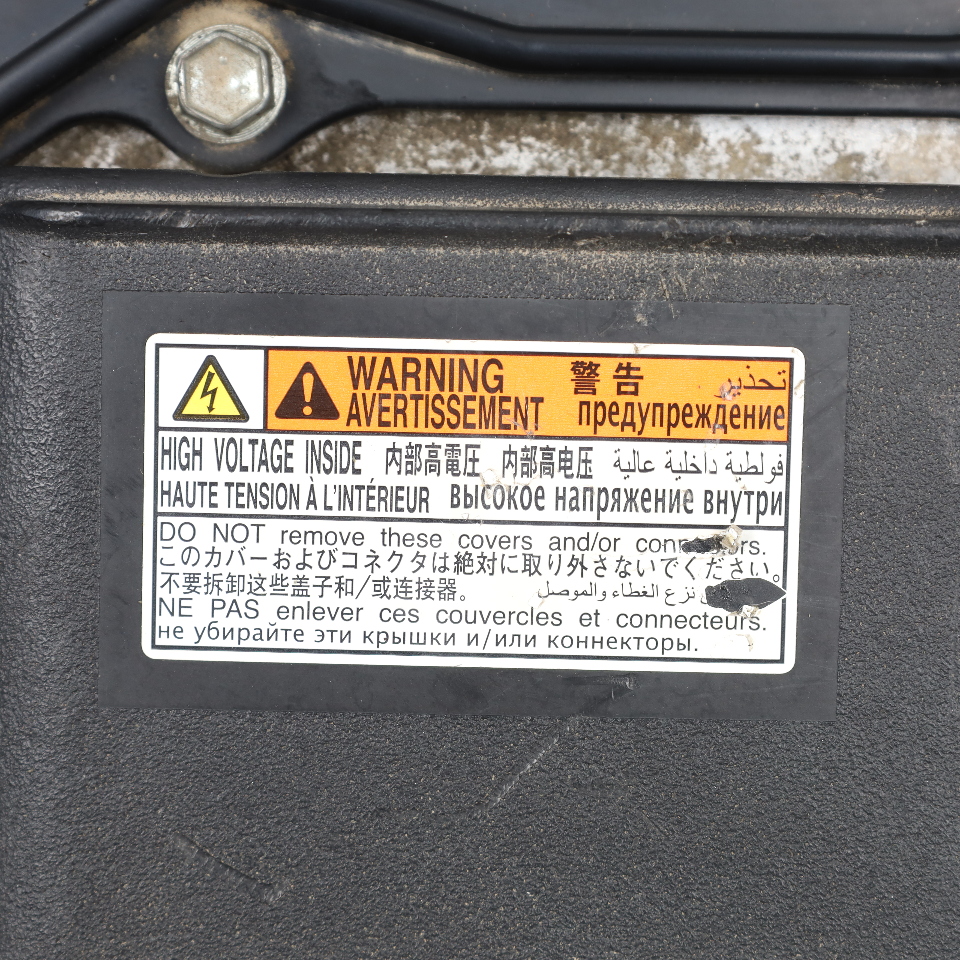 WARNING 警告 تحذير
AVERTISSEMENT предупреждение
HIGH VOLTAGE INSIDE 内部高電圧 内部高电压 فولطية داخلية عالية
HAUTE TENSION À L'INTÉRIEUR высокое напряжение внутри
DO NOT remove these covers and/or
このカバーおよびコネクタは絶対に取り外さないでください。
不要拆卸这些盖子和/或连接器。 نزع الغطاء والموصل
NE PAS enlever ces couvercles et connecteurs.
не убирайте эти крышки и/или коннекторы.